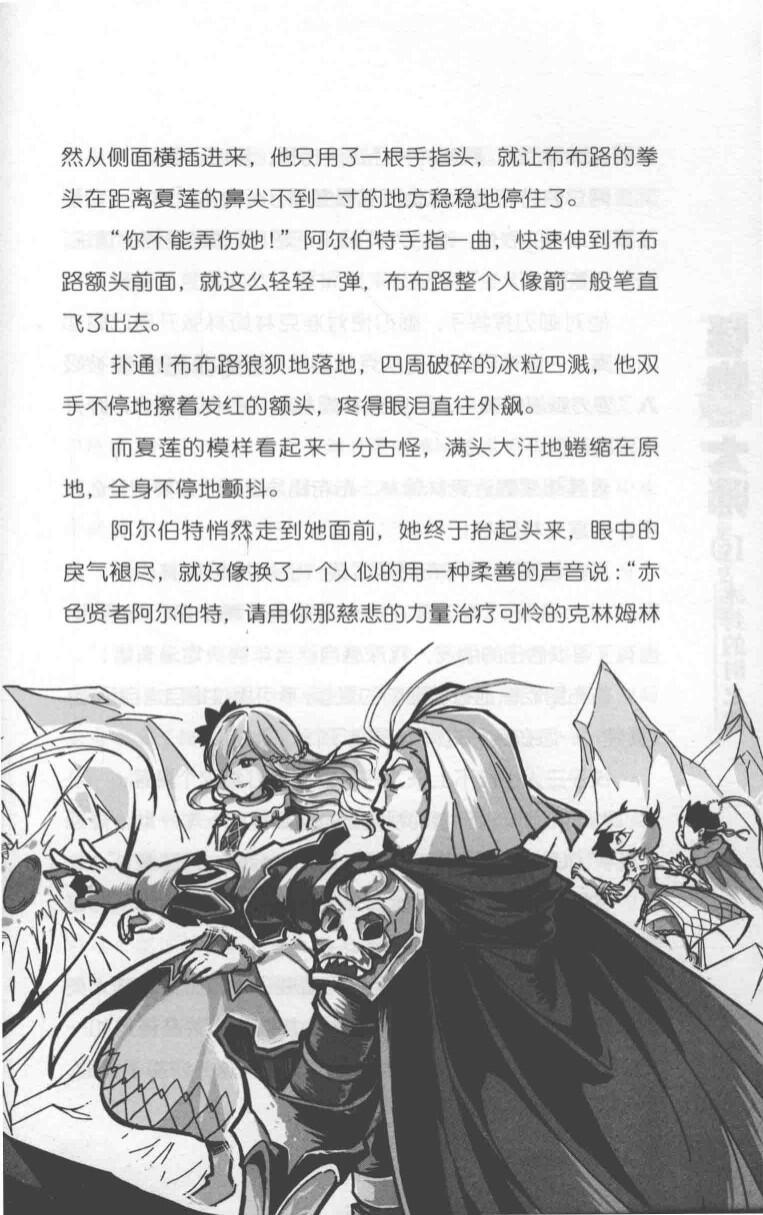 然从侧面横插进来，他只用了一根手指头，就让布布路的拳
头在距离夏莲的鼻尖不到一寸的地方稳稳地停住了。
“你不能弄伤她！”阿尔伯特手指一曲，快速伸到布布
路额头前面，就这么轻轻一弹，布布路整个人像箭一般笔直
飞了出去。
扑通！布布路狼狈地落地，四周破碎的冰粒四溅，他双
手不停地擦着发红的额头，疼得眼泪直往外飙。
而夏莲的模样看起来十分古怪，满头大汗地蜷缩在原
地，全身不停地颤抖。
阿尔伯特悄然走到她面前，她终于抬起头来，眼中的
戾气褪尽，就好像换了一个人似的用一种柔善的声音说：“赤
色贤者阿尔伯特，请用你那慈悲的力量治疗可怜的克林姆林